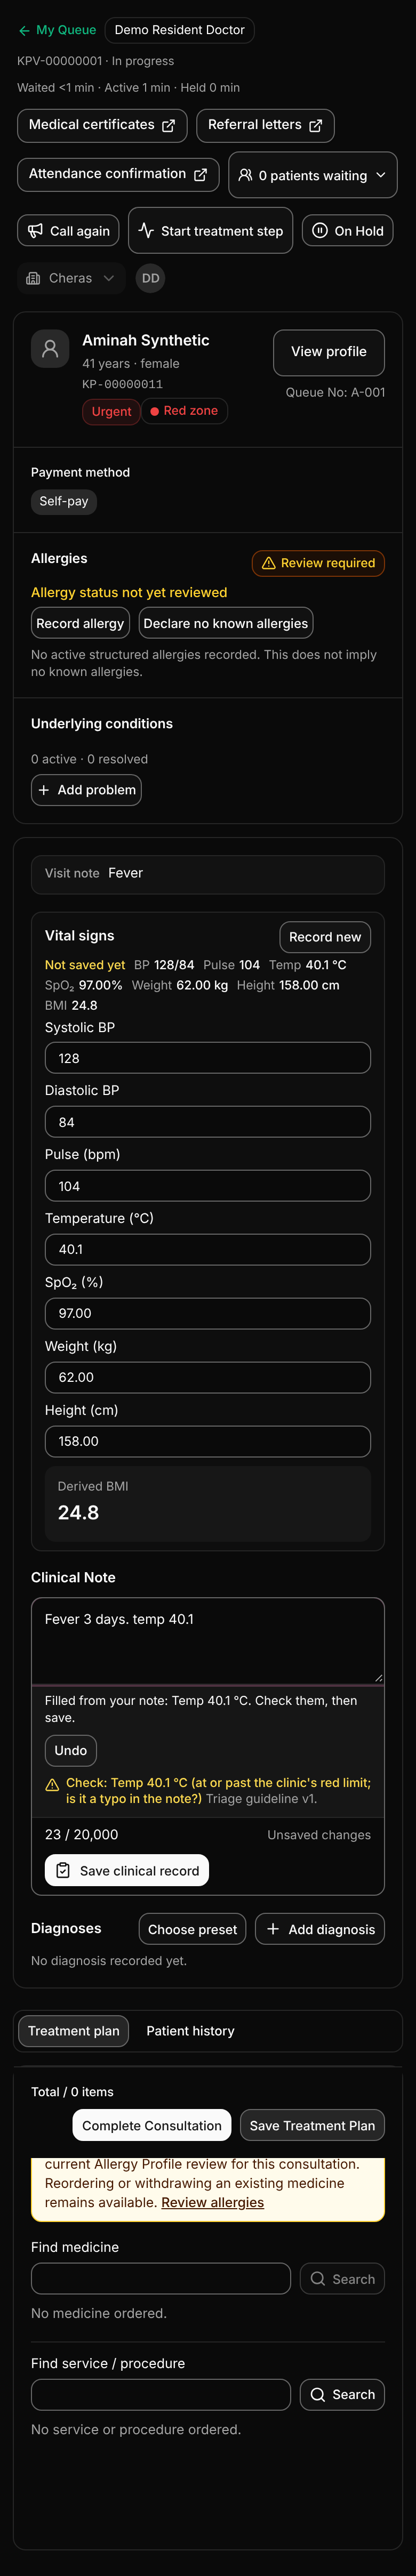 My Queue
Demo Resident Doctor
KPV-00000001 · In progress
Waited <1 min · Active 1 min · Held 0 min
Medical certificates
Referral letters
Attendance confirmation
0 patients waiting
Call again
Start treatment step
On Hold
Cheras
DD
Aminah Synthetic
View profile
41 years · female
KP-00000011
Queue No: A-001
Urgent
Red zone
Payment method
Self-pay
Allergies
Review required
Allergy status not yet reviewed
Record allergy
Declare no known allergies
No active structured allergies recorded. This does not imply
no known allergies.
Underlying conditions
0 active · 0 resolved
Add problem
Visit note Fever
Vital signs
Record new
Not saved yet BP 128/84 Pulse 104 Temp 40.1 °C
SpO₂ 97.00% Weight 62.00 kg Height 158.00 cm
BMI 24.8
Systolic BP
128
Diastolic BP
84
Pulse (bpm)
104
Temperature (°C)
40.1
SpO₂ (%)
97.00
Weight (kg)
62.00
Height (cm)
158.00
Derived BMI
24.8
Clinical Note
Fever 3 days. temp 40.1
Filled from your note: Temp 40.1 °C. Check them, then
save.
Undo
Check: Temp 40.1 °C (at or past the clinic's red limit;
is it a typo in the note?) Triage guideline v1.
23 / 20,000
Unsaved changes
Save clinical record
Diagnoses
Choose preset
Add diagnosis
No diagnosis recorded yet.
Treatment plan
Patient history
Total / 0 items
Complete Consultation
Save Treatment Plan
current Allergy Profile review for this consultation.
Reordering or withdrawing an existing medicine
remains available. Review allergies
Find medicine
Search
No medicine ordered.
Find service / procedure
Search
No service or procedure ordered.